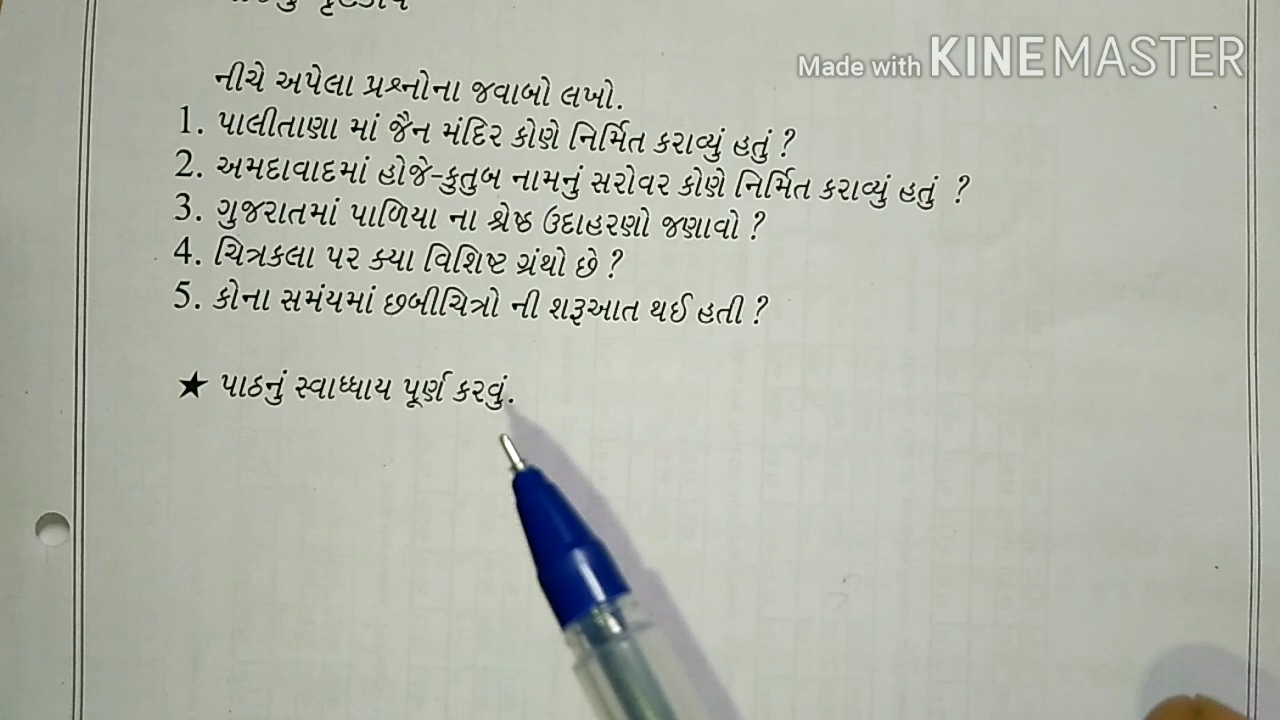 Made with KINEMASTER
નીચે અપેલા પ્રશ્નોના જવાબો લખો.
1. પાલીતાણા માં જૈન મંદિર કોણે નિર્મિત કરાવ્યું હતું ?
2. અમદાવાદમાં હોજે-કુતુબ નામનું સરોવર કોણે નિર્મિત કરાવ્યું હતું ?
3. ગુજરાતમાં પાળિયા ના શ્રેષ્ઠ ઉદાહરણો જણાવો ?
4. ચિત્રકલા પર ક્યા વિશિષ્ટ ગ્રંથો છે ?
5. કોના સમંયમાં છબીચિત્રો ની શરૂઆત થઈ હતી ?
★ પાઠનું સ્વાધ્ધાય પૂર્ણ કરવું.